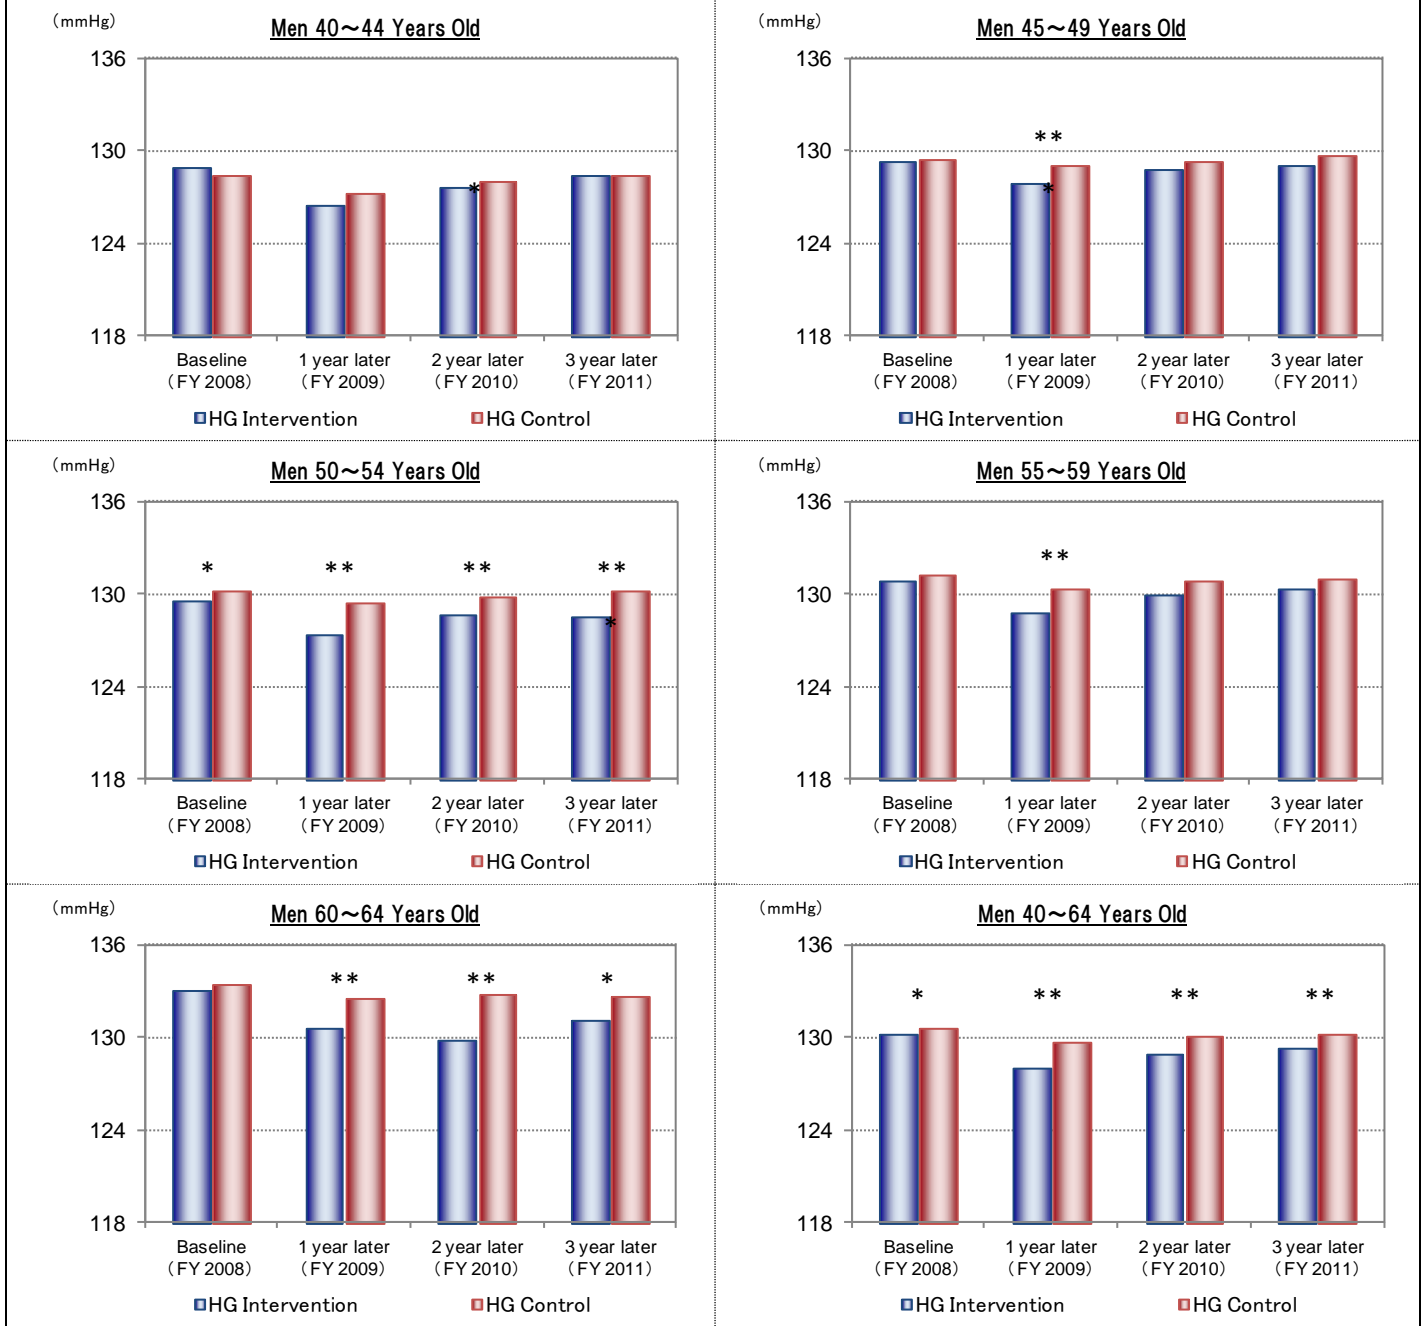 （mmHg）
Men 40～44 Years Old
136
130
124
118
*
Baseline 1 year later 2 year later 3 year later
（FY 2008） （FY 2009） （FY 2010） （FY 2011）
HG Intervention HG Control
（mmHg）
Men 45～49 Years Old
136
**
130
*
124
118
Baseline 1 year later 2 year later 3 year later
（FY 2008） （FY 2009） （FY 2010） （FY 2011）
HG Intervention HG Control
（mmHg）
Men 50～54 Years Old
136
* ** ** **
130
*
124
118
Baseline 1 year later 2 year later 3 year later
（FY 2008） （FY 2009） （FY 2010） （FY 2011）
HG Intervention HG Control
（mmHg）
Men 55～59 Years Old
136
**
130
124
118
Baseline 1 year later 2 year later 3 year later
（FY 2008） （FY 2009） （FY 2010） （FY 2011）
HG Intervention HG Control
（mmHg）
Men 60～64 Years Old
136
** ** *
130
124
118
Baseline 1 year later 2 year later 3 year later
（FY 2008） （FY 2009） （FY 2010） （FY 2011）
HG Intervention HG Control
（mmHg）
Men 40～64 Years Old
136
* ** ** **
130
124
118
Baseline 1 year later 2 year later 3 year later
（FY 2008） （FY 2009） （FY 2010） （FY 2011）
HG Intervention HG Control